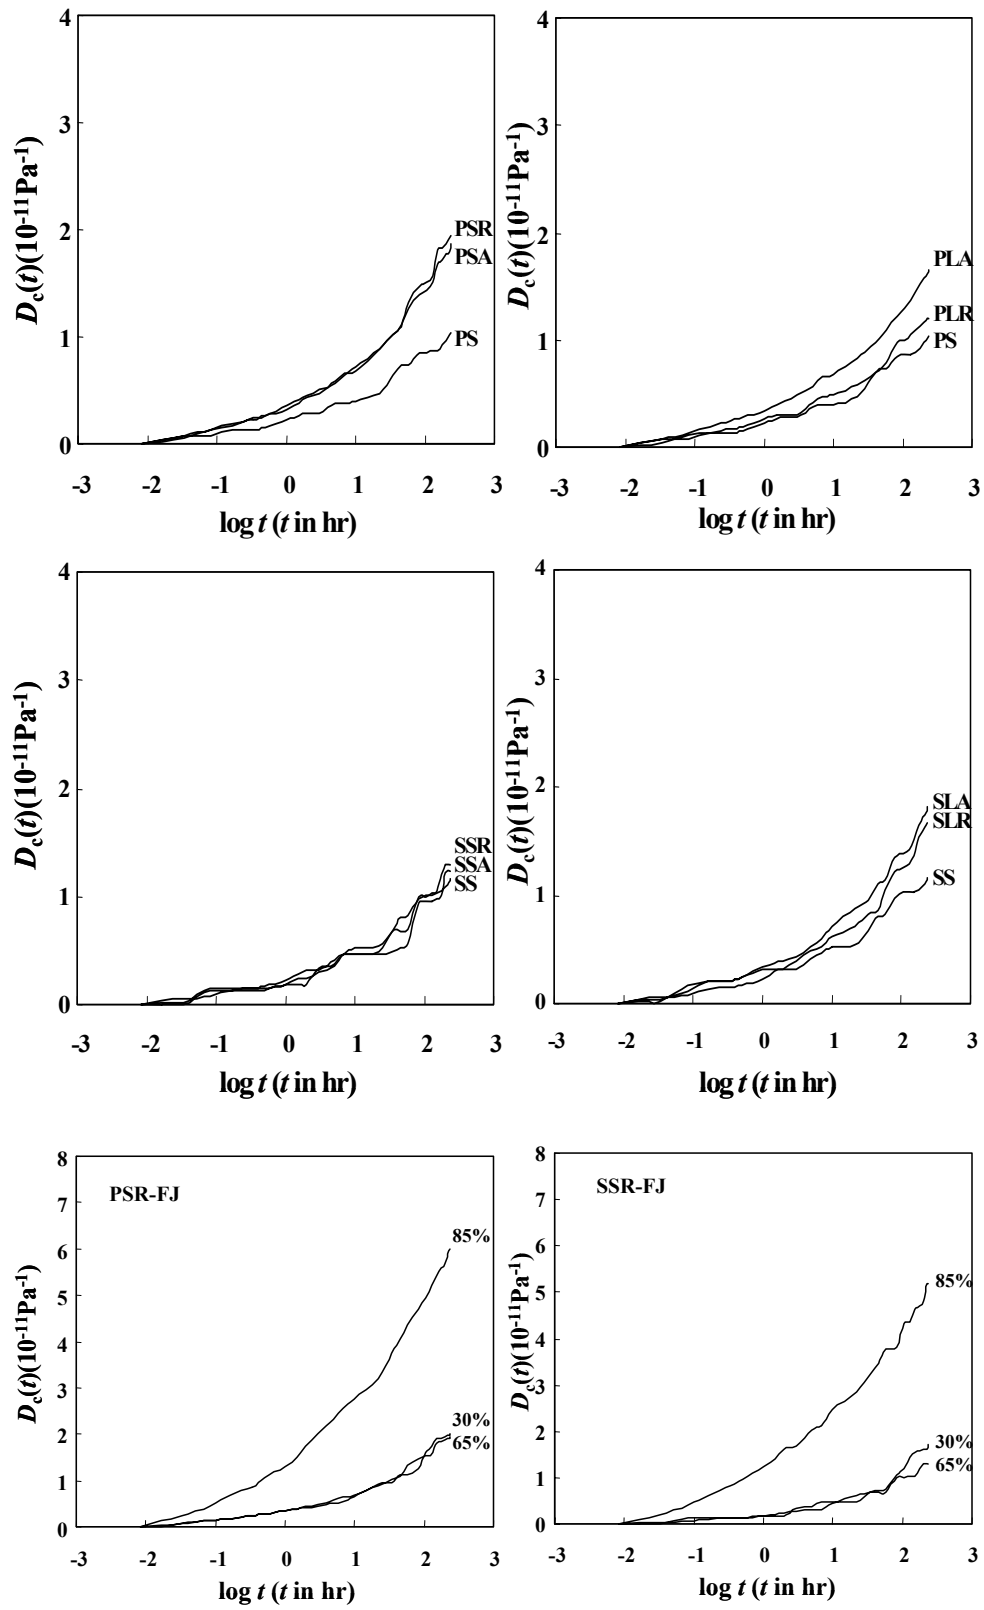 4
3
2
1
0
D_c(t)(10^-11Pa^-1)
PSR
PSA
PS
-3 -2 -1 0 1 2 3
log t (t in hr)
4
3
2
1
0
D_c(t)(10^-11Pa^-1)
PLA
PLR
PS
-3 -2 -1 0 1 2 3
log t (t in hr)
4
3
2
1
0
D_c(t)(10^-11Pa^-1)
SSR
SSA
SS
-3 -2 -1 0 1 2 3
log t (t in hr)
4
3
2
1
0
D_c(t)(10^-11Pa^-1)
SLA
SLR
SS
-3 -2 -1 0 1 2 3
log t (t in hr)
8
7
6
5
4
3
2
1
0
D_c(t)(10^-11Pa^-1)
PSR-FJ
85%
30%
65%
-3 -2 -1 0 1 2 3
log t (t in hr)
8
7
6
5
4
3
2
1
0
D_c(t)(10^-11Pa^-1)
SSR-FJ
85%
30%
65%
-3 -2 -1 0 1 2 3
log t (t in hr)